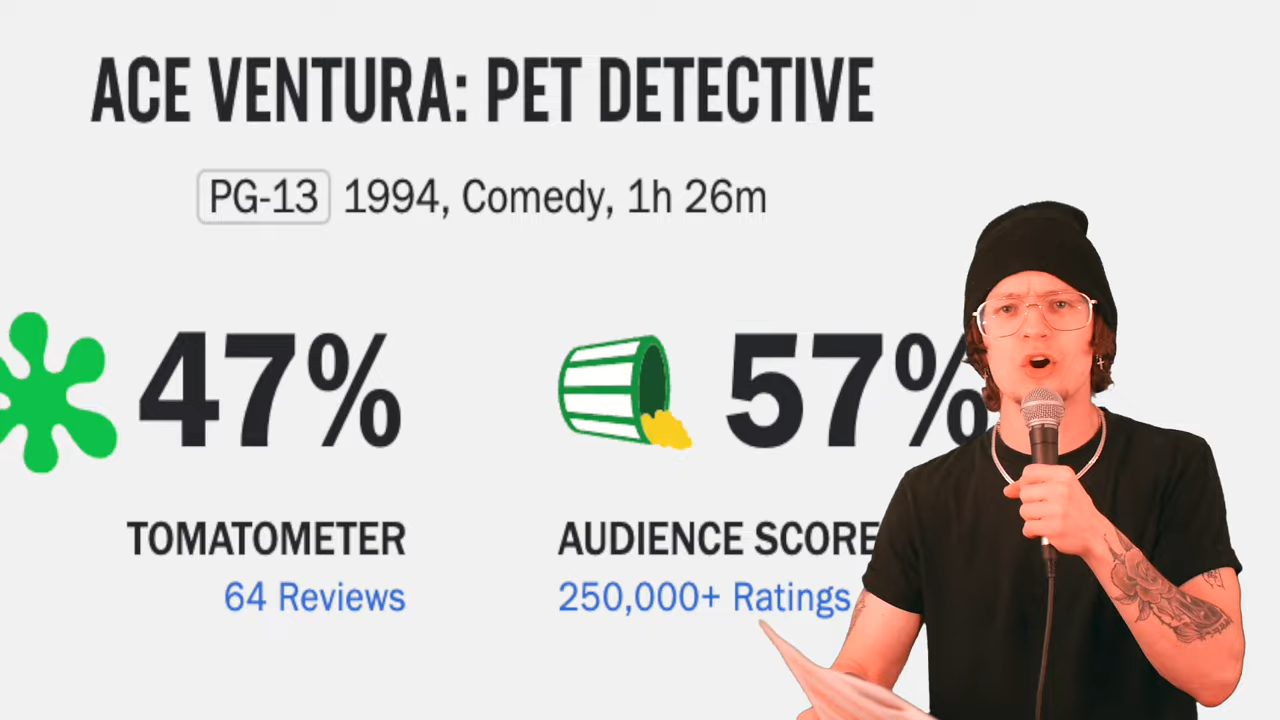 ACE VENTURA: PET DETECTIVE
PG-13 1994, Comedy, 1h 26m
47% 57%
TOMATOMETER AUDIENCE SCORE
64 Reviews 250,000+ Ratings